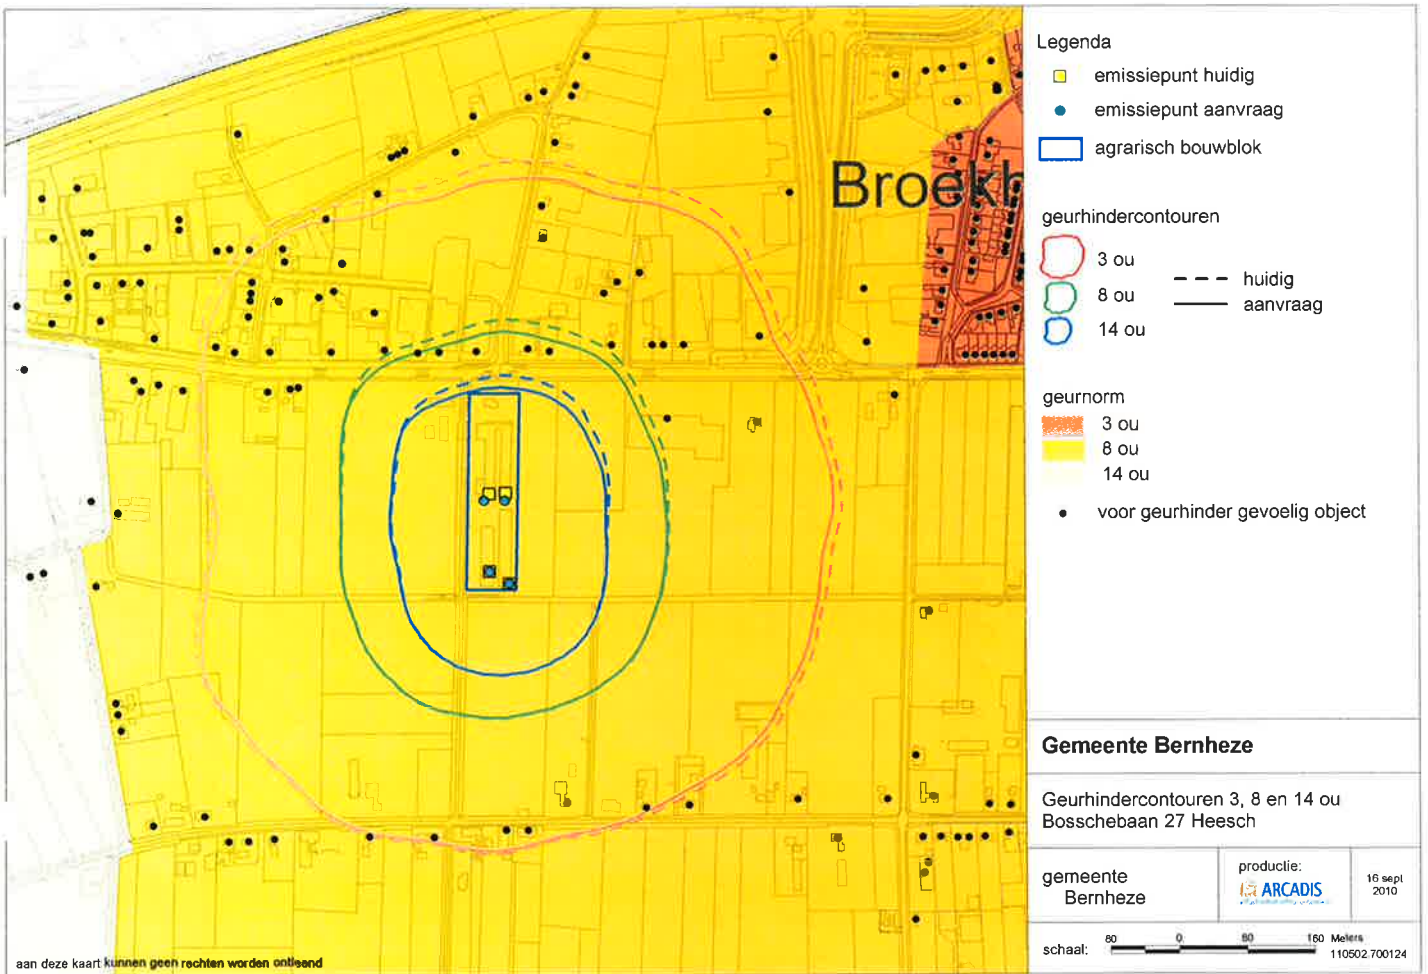 Broekh
Legenda
emissiepunt huidig
emissiepunt aanvraag
agrarisch bouwblok
geurhindercontouren
3 ou
8 ou
14 ou
huidig
aanvraag
geurnorm
3 ou
8 ou
14 ou
voor geurhinder gevoelig object
Gemeente Bernheze
Geurhindercontouren 3, 8 en 14 ou
Bosschebaan 27 Heesch
gemeente
Bernheze
productie:
ARCADIS
16 sept
2010
schaal:
80 0 80 160 Meters
110502.700124
aan deze kaart kunnen geen rechten worden ontleend